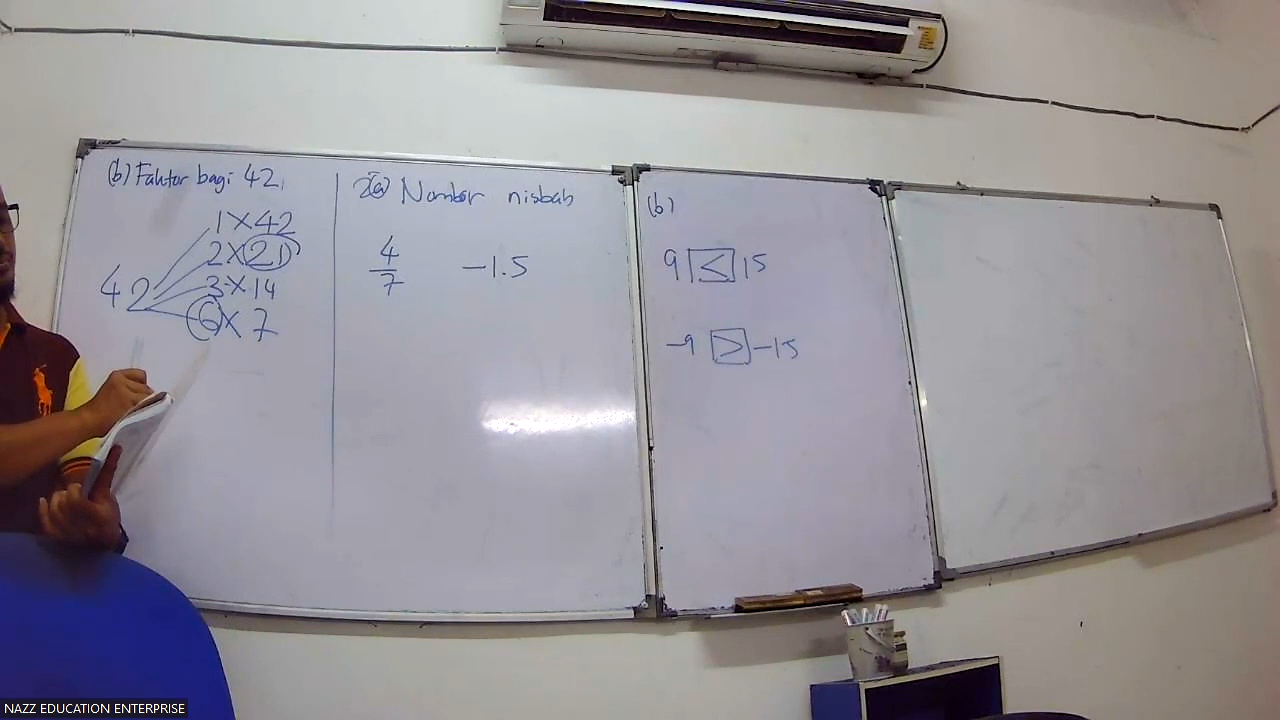 (b) Faktor bagi 42,
1 X 42
2 X 21
42
3 X 14
6 X 7
2(a) Nombor nisbah
4
7
-1.5
(b)
9 < 15
-9 > -15
NAZZ EDUCATION ENTERPRISE